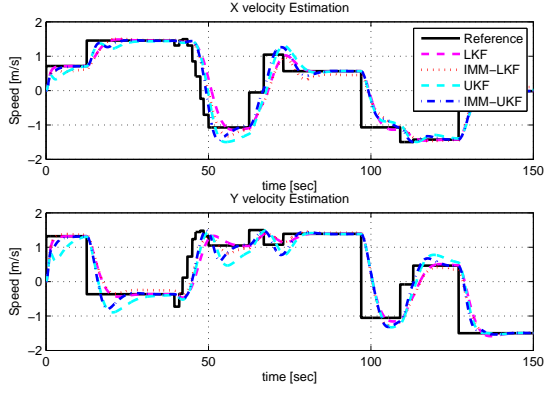 X velocity Estimation
2
1
0
−1
−2
Speed [m/s]
Reference
LKF
IMM−LKF
UKF
IMM−UKF
0
50
100
150
time [sec]
Y velocity Estimation
2
1
0
−1
−2
Speed [m/s]
0
50
100
150
time [sec]